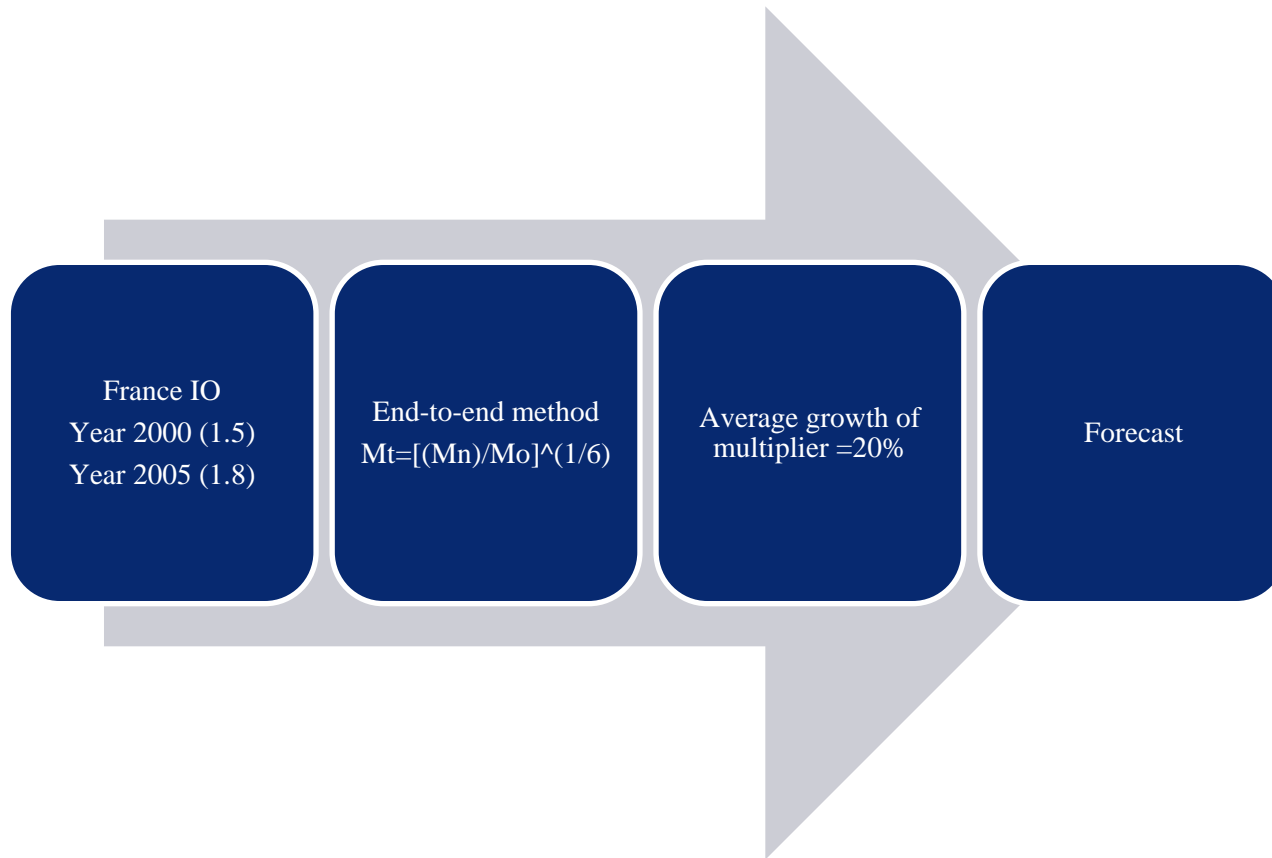 France IO
Year 2000 (1.5)
Year 2005 (1.8)
End-to-end method
Mt=[(Mn)/Mo]^(1/6)
Average growth of
multiplier =20%
Forecast